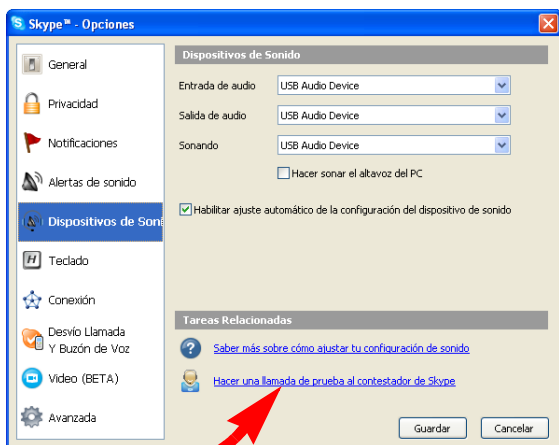 Skype™ - Opciones
General
Privacidad
Notificaciones
Alertas de sonido
Dispositivos de Soni
Teclado
Conexión
Desvío Llamada
Y Buzón de Voz
Video (BETA)
Avanzada
Dispositivos de Sonido
Entrada de audio
USB Audio Device
Salida de audio
USB Audio Device
Sonando
USB Audio Device
Hacer sonar el altavoz del PC
Habilitar ajuste automático de la configuración del dispositivo de sonido
Tareas Relacionadas
Saber más sobre cómo ajustar tu configuración de sonido
Hacer una llamada de prueba al contestador de Skype
Guardar
Cancelar